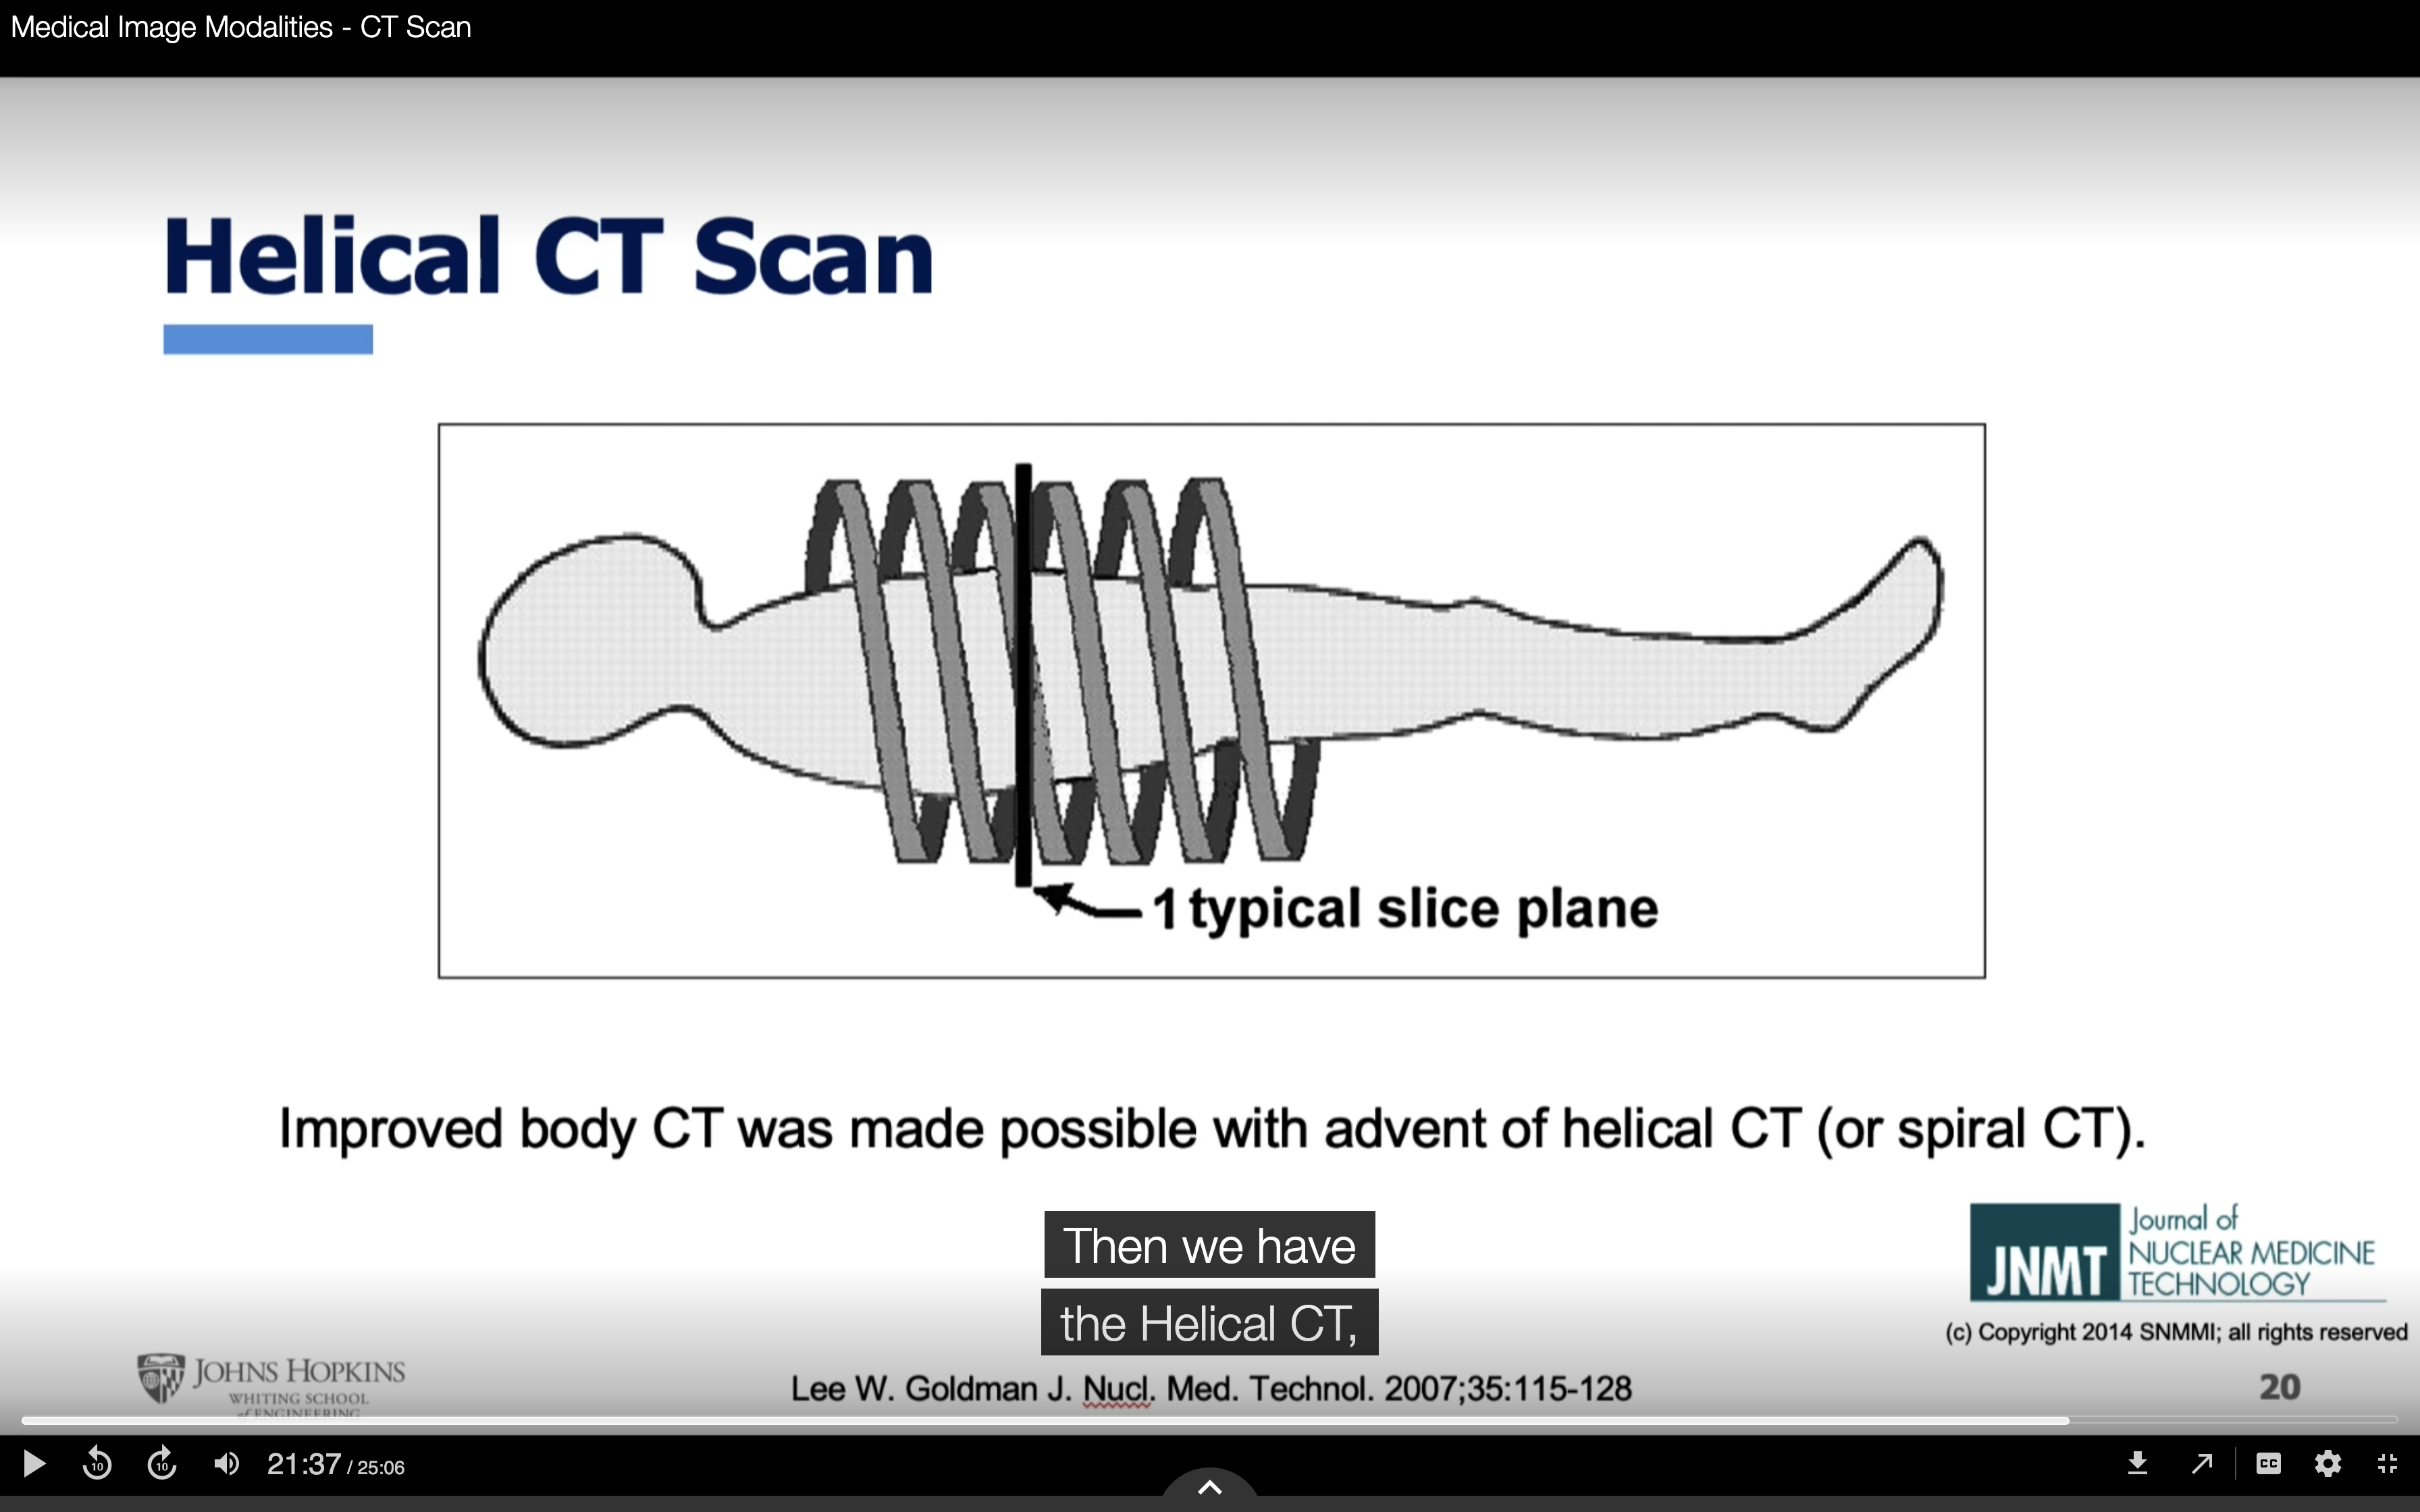 Medical Image Modalities - CT Scan
Helical CT Scan
1 typical slice plane
Improved body CT was made possible with advent of helical CT (or spiral CT).
Then we have
the Helical CT,
JNMT
Journal of
NUCLEAR MEDICINE
TECHNOLOGY
(c) Copyright 2014 SNMMI; all rights reserved
JOHNS HOPKINS
WHITING SCHOOL
of ENGINEERING
Lee W. Goldman J. Nucl. Med. Technol. 2007;35:115-128
20
10
10
21:37 / 25:06
CC